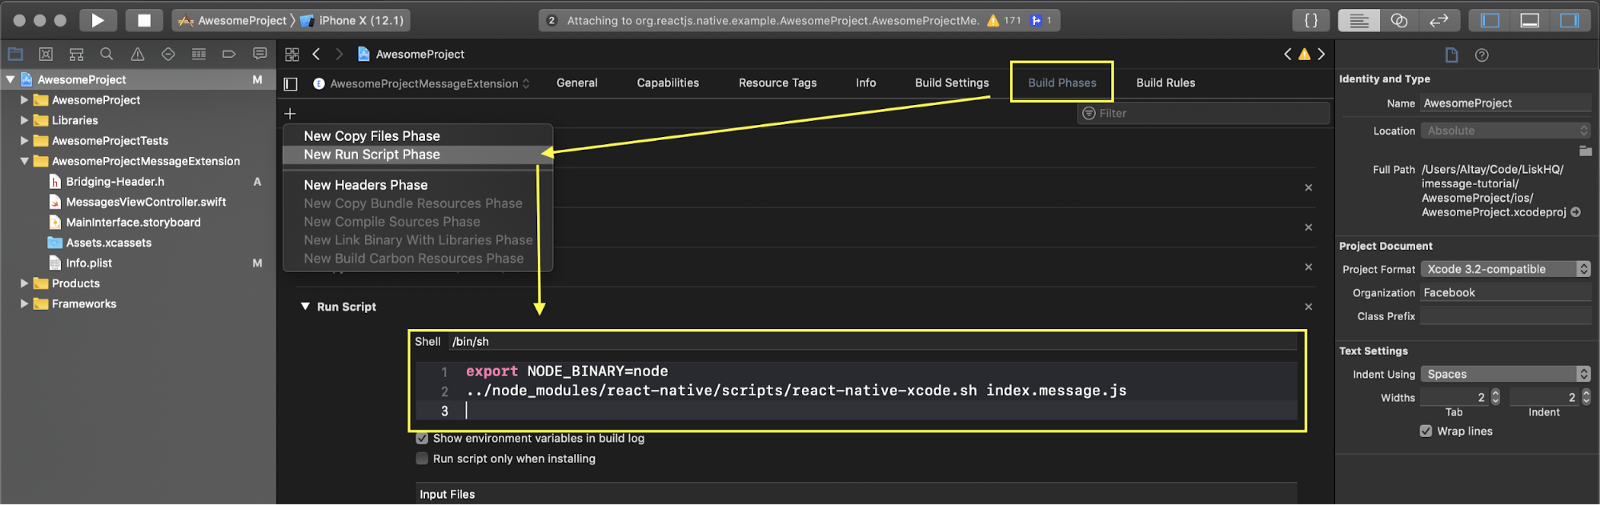 AwesomeProject iPhone X (12.1)
2 Attaching to org.reactjs.native.example.AwesomeProject.AwesomeProjectMe. 171 1
{ }
AwesomeProject
AwesomeProject M
AwesomeProject
Libraries
AwesomeProjectTests
AwesomeProjectMessageExtension
Bridging-Header.h A
MessagesViewController.swift
MainInterface.storyboard
Assets.xcassets
Info.plist M
Products
Frameworks
AwesomeProjectMessageExtension General Capabilities Resource Tags Info Build Settings Build Phases Build Rules
+ Filter
New Copy Files Phase
New Run Script Phase
New Headers Phase
New Copy Bundle Resources Phase
New Compile Sources Phase
New Link Binary With Libraries Phase
New Build Carbon Resources Phase
Run Script
Shell /bin/sh
1 export NODE_BINARY=node
2 ../node_modules/react-native/scripts/react-native-xcode.sh index.message.js
3
Show environment variables in build log
Run script only when installing
Input Files
Identity and Type
Name AwesomeProject
Location Absolute
Full Path /Users/Altay/Code/LiskHQ/
imessage-tutorial/
AwesomeProject/ios/
AwesomeProject.xcodeproj
Project Document
Project Format Xcode 3.2-compatible
Organization Facebook
Class Prefix
Text Settings
Indent Using Spaces
Widths 2 2
Tab Indent
Wrap lines